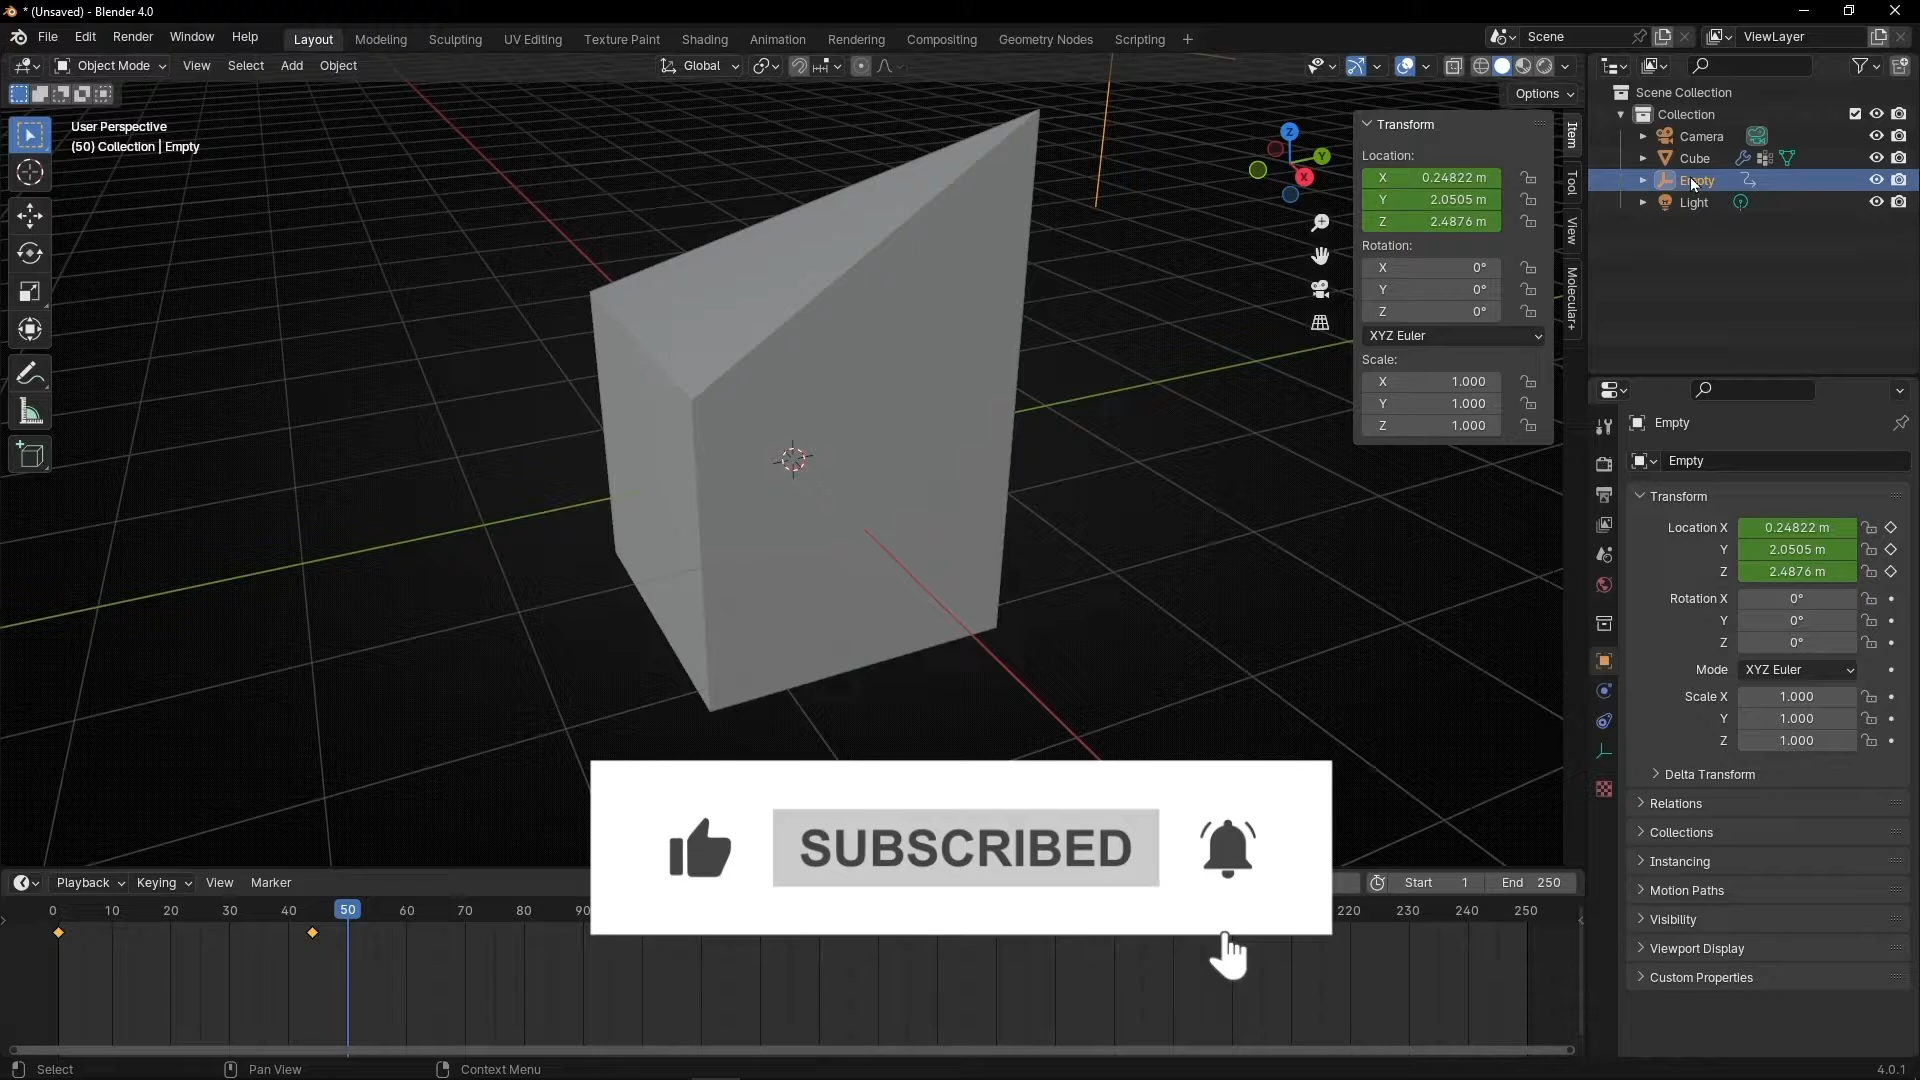 * (Unsaved) - Blender 4.0
File Edit Render Window Help Layout Modeling Sculpting UV Editing Texture Paint Shading Animation Rendering Compositing Geometry Nodes Scripting + Scene ViewLayer
Object Mode View Select Add Object Global
Options
User Perspective
(50) Collection | Empty
Z
Y
X
Transform
Location:
X 0.24822 m
Y 2.0505 m
Z 2.4876 m
Rotation:
X 0°
Y 0°
Z 0°
XYZ Euler
Scale:
X 1.000
Y 1.000
Z 1.000
Item
Tool
View
Molecular+
Scene Collection
Collection
Camera
Cube
Empty
Light
Empty
Empty
Transform
Location X 0.24822 m
Y 2.0505 m
Z 2.4876 m
Rotation X 0°
Y 0°
Z 0°
Mode XYZ Euler
Scale X 1.000
Y 1.000
Z 1.000
Delta Transform
Relations
Collections
Instancing
Motion Paths
Visibility
Viewport Display
Custom Properties
SUBSCRIBED
Playback Keying View Marker Start 1 End 250
0 10 20 30 40 50 60 70 80 90 220 230 240 250
Select Pan View Context Menu 4.0.1